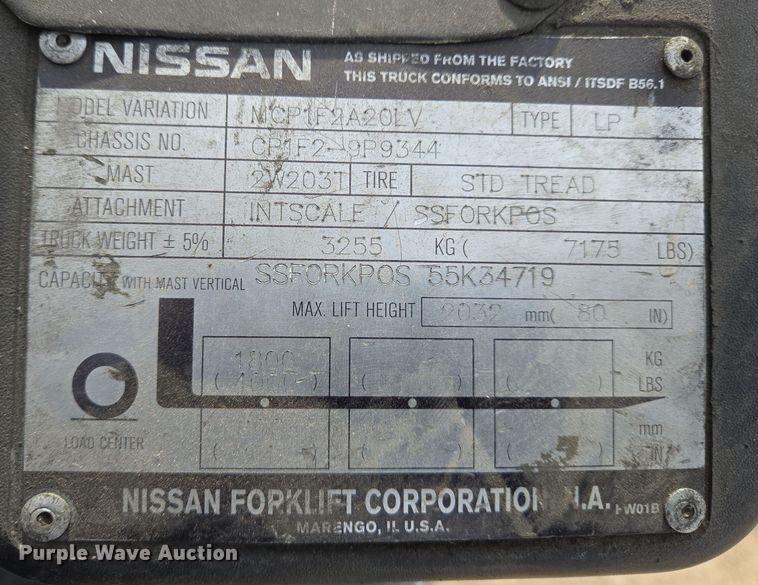 NISSAN
AS SHIPPED FROM THE FACTORY
THIS TRUCK CONFORMS TO ANSI / ITSDF B56.1
MODEL VARIATION MCP1F2A20LV TYPE LP
CHASSIS NO. CP1F2-9P9344
MAST 2W203T TIRE STD TREAD
ATTACHMENT INTSCALE / SSFORKPOS
TRUCK WEIGHT ± 5% 3255 KG ( 7175 LBS)
CAPACITY WITH MAST VERTICAL SSFORKPOS 55K34719
MAX. LIFT HEIGHT 2032 mm ( 80 IN)
1800 KG
( 4000 ) ( ) ( ) LBS
mm
( ) ( ) ( ) IN
LOAD CENTER
NISSAN FORKLIFT CORPORATION N.A. FW01B
MARENGO, IL U.S.A.
Purple Wave Auction